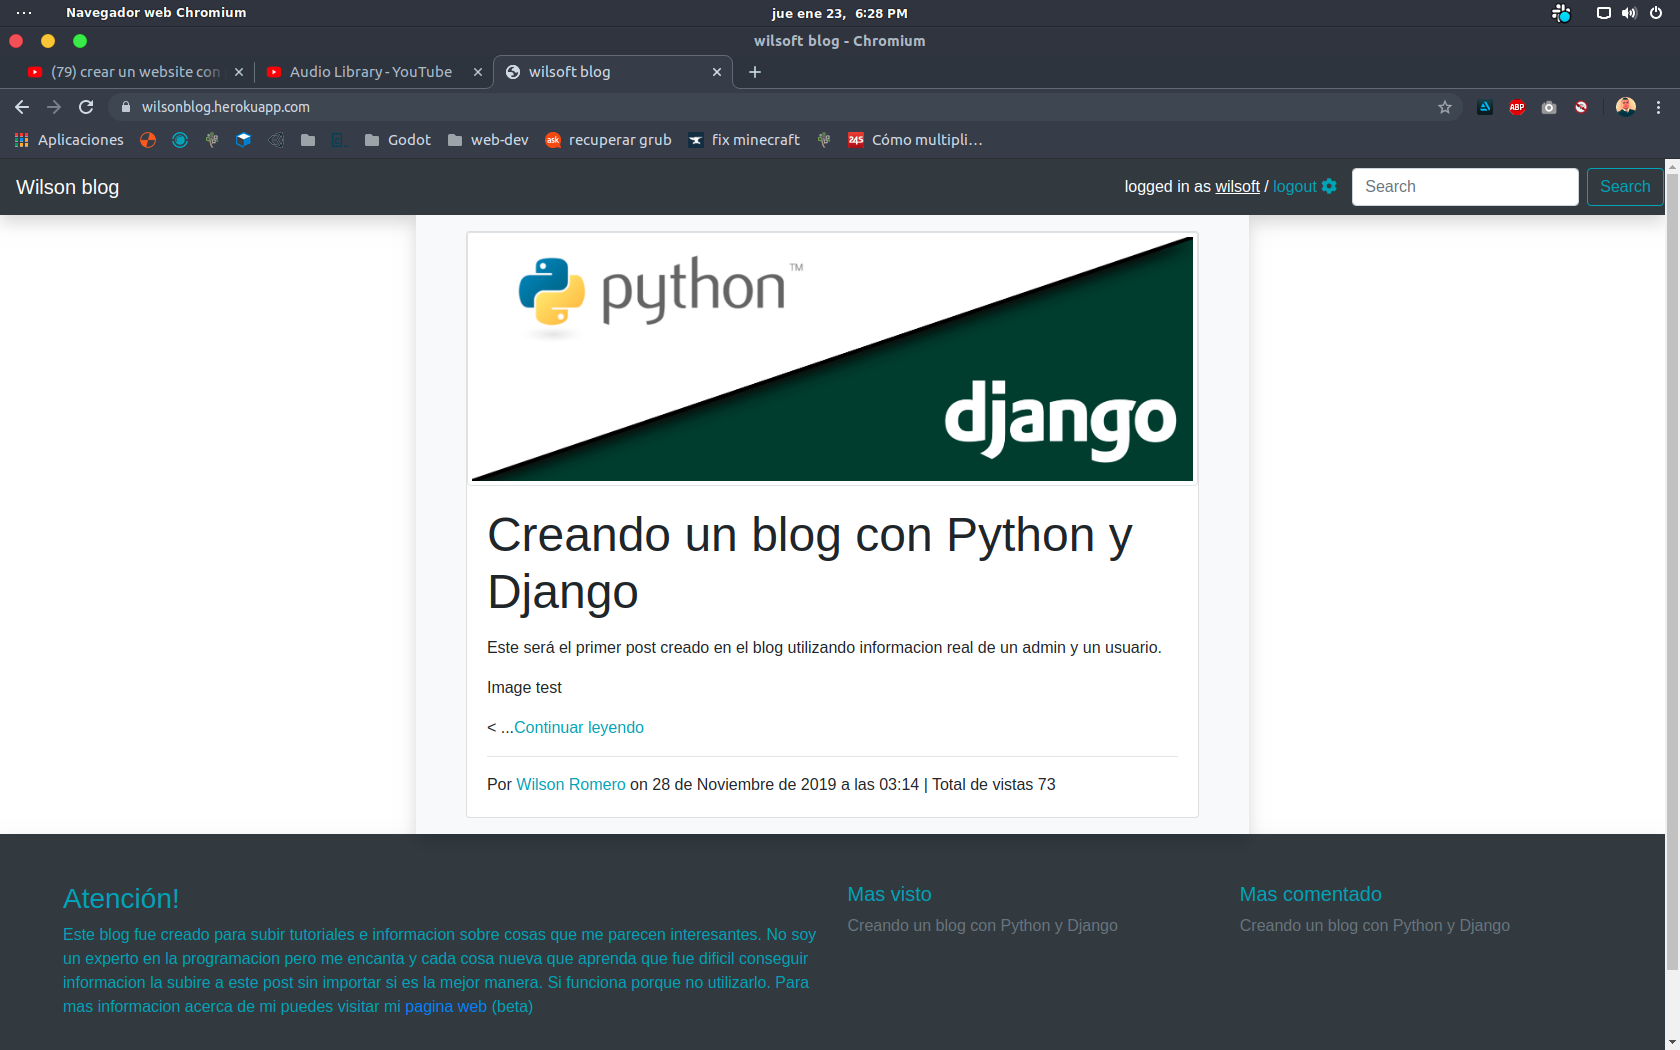 Navegador web Chromium
jue ene 23, 6:28 PM
wilsoft blog - Chromium
(79) crear un website con
Audio Library - YouTube
wilsoft blog
wilsonblog.herokuapp.com
ABP
Aplicaciones
Godot
web-dev
ask
recuperar grub
fix minecraft
245
Cómo multipli...
Wilson blog
logged in as wilsoft / logout
Search
Search
python™
django
Creando un blog con Python y
Django
Este será el primer post creado en el blog utilizando informacion real de un admin y un usuario.
Image test
< ...Continuar leyendo
Por Wilson Romero on 28 de Noviembre de 2019 a las 03:14 | Total de vistas 73
Atención!
Este blog fue creado para subir tutoriales e informacion sobre cosas que me parecen interesantes. No soy
un experto en la programacion pero me encanta y cada cosa nueva que aprenda que fue dificil conseguir
informacion la subire a este post sin importar si es la mejor manera. Si funciona porque no utilizarlo. Para
mas informacion acerca de mi puedes visitar mi pagina web (beta)
Mas visto
Creando un blog con Python y Django
Mas comentado
Creando un blog con Python y Django